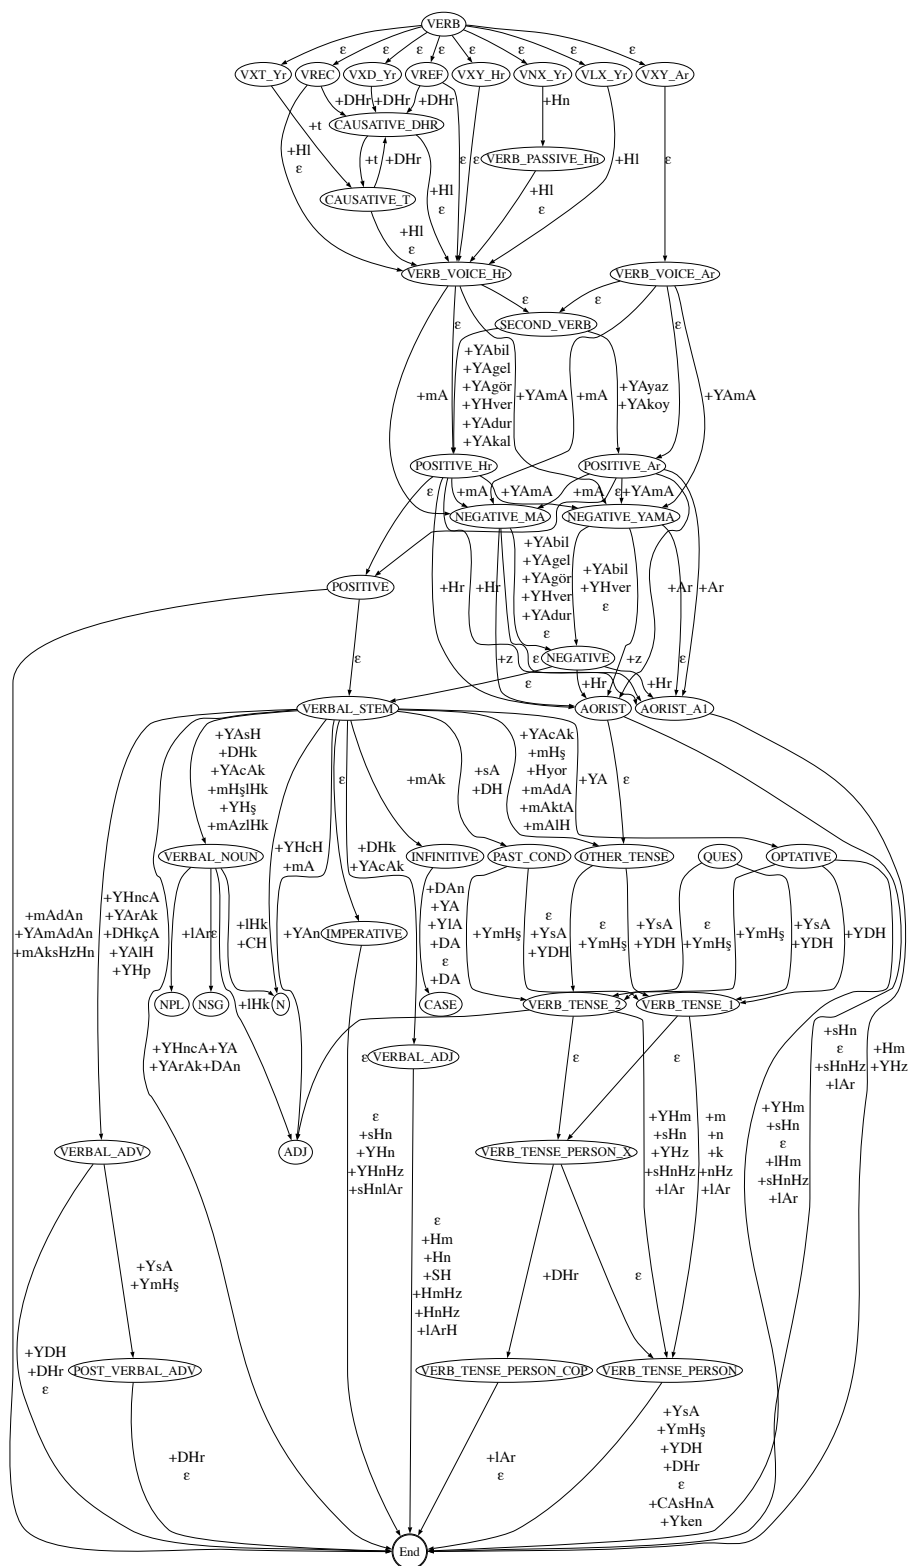 VERB
ε ε ε ε ε ε ε ε
VXT_Yr VREC VXD_Yr VREF VXY_Hr VNX_Yr VLX_Yr VXY_Ar
+DHr +DHr +DHr +Hn
+t CAUSATIVE_DHR
+Hl
ε
+t +DHr ε ε VERB_PASSIVE_Hn +Hl ε
CAUSATIVE_T
+Hl
ε
+Hl
ε
+Hl
ε
VERB_VOICE_Hr VERB_VOICE_Ar
ε ε
ε SECOND_VERB ε
+mA
+YAbil
+YAgel
+YAgör
+YHver
+YAdur
+YAkal
+YAmA +mA
+YAyaz
+YAkoy
+YAmA
POSITIVE_Hr POSITIVE_Ar
ε +mA +YAmA +mA ε +YAmA
NEGATIVE_MA NEGATIVE_YAMA
POSITIVE
+Hr +Hr
+YAbil
+YAgel
+YAgör
+YHver
+YAdur
ε
+YAbil
+YHver
ε
+Ar +Ar
ε +z ε NEGATIVE +z ε
ε +Hr +Hr
VERBAL_STEM AORIST AORIST_A1
+YAsH
+DHk
+YAcAk
+mHşlHk
+YHş
+mAzlHk
+YHcH
+mA
ε
+DHk
+YAcAk
+mAk
+sA
+DH
+YAcAk
+mHş
+Hyor
+mAdA
+mAktA
+mAlH
+YA
ε
VERBAL_NOUN INFINITIVE PAST_COND OTHER_TENSE QUES OPTATIVE
+mAdAn
+YAmAdAn
+mAksHzHn
+YHncA
+YArAk
+DHkçA
+YAlH
+YHp
+lAr ε
+lHk
+CH
+YAn
IMPERATIVE
+DAn
+YA
+YlA
+DA
ε
+DA
+YmHş
ε
+YsA
+YDH
ε
+YmHş
+YsA
+YDH
ε
+YmHş
+YmHş
+YsA
+YDH
+YDH
NPL NSG +lHk N CASE VERB_TENSE_2 VERB_TENSE_1
+YHncA+YA
+YArAk+DAn
ε VERBAL_ADJ
ε ε
+sHn
ε
+sHnHz
+lAr
+Hm
+YHz
VERBAL_ADV ADJ VERB_TENSE_PERSON_X
ε
+sHn
+YHn
+YHnHz
+sHnlAr
+YHm
+sHn
+YHz
+sHnHz
+lAr
+m
+n
+k
+nHz
+lAr
+YHm
+sHn
ε
+lHm
+sHnHz
+lAr
+YsA
+YmHş
ε
+Hm
+Hn
+SH
+HmHz
+HnHz
+lArH
+DHr ε
+YDH
+DHr
ε
POST_VERBAL_ADV VERB_TENSE_PERSON_COP VERB_TENSE_PERSON
+DHr
ε
+lAr
ε
+YsA
+YmHş
+YDH
+DHr
ε
+CAsHnA
+Yken
End